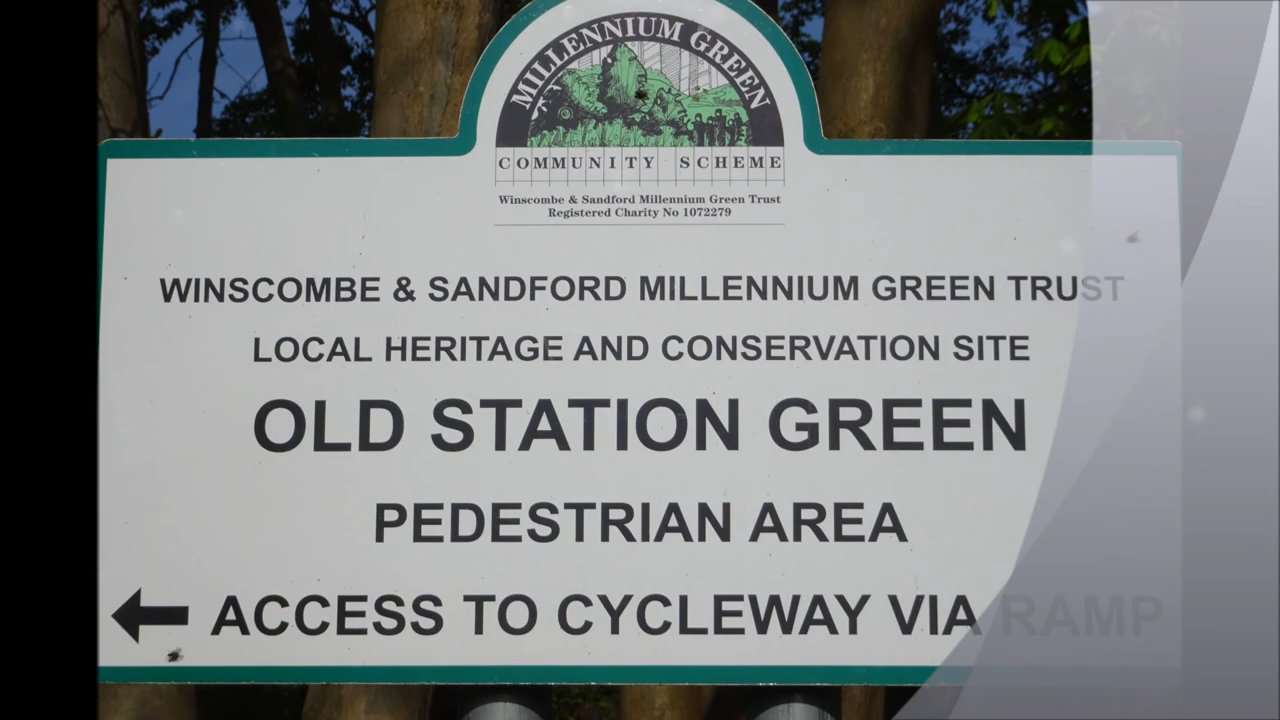 MILLENNIUM GREEN
COMMUNITY SCHEME
Winscombe & Sandford Millennium Green Trust
Registered Charity No 1072279
WINSCOMBE & SANDFORD MILLENNIUM GREEN TRUST
LOCAL HERITAGE AND CONSERVATION SITE
OLD STATION GREEN
PEDESTRIAN AREA
ACCESS TO CYCLEWAY VIA RAMP